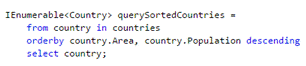 IEnumerable<Country> querySortedCountries =
    from country in countries
    orderby country.Area, country.Population descending
    select country;